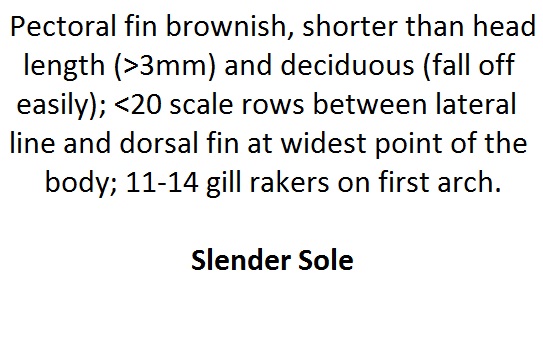 Pectoral fin brownish, shorter than head
length (>3mm) and deciduous (fall off
easily); <20 scale rows between lateral
line and dorsal fin at widest point of the
body; 11-14 gill rakers on first arch.
Slender Sole